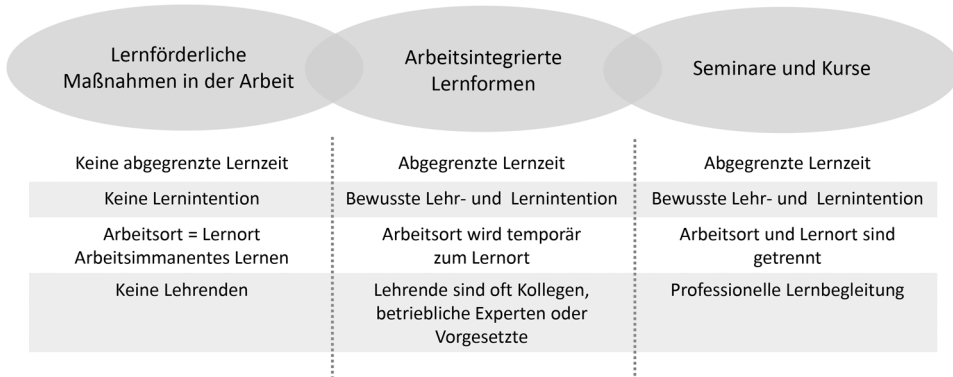 Lernförderliche
Maßnahmen in der Arbeit
Arbeitsintegrierte
Lernformen
Seminare und Kurse
Keine abgegrenzte Lernzeit
Abgegrenzte Lernzeit
Abgegrenzte Lernzeit
Keine Lernintention
Bewusste Lehr- und Lernintention
Bewusste Lehr- und Lernintention
Arbeitsort = Lernort
Arbeitsimmanentes Lernen
Arbeitsort wird temporär
zum Lernort
Arbeitsort und Lernort sind
getrennt
Keine Lehrenden
Lehrende sind oft Kollegen,
betriebliche Experten oder
Vorgesetzte
Professionelle Lernbegleitung